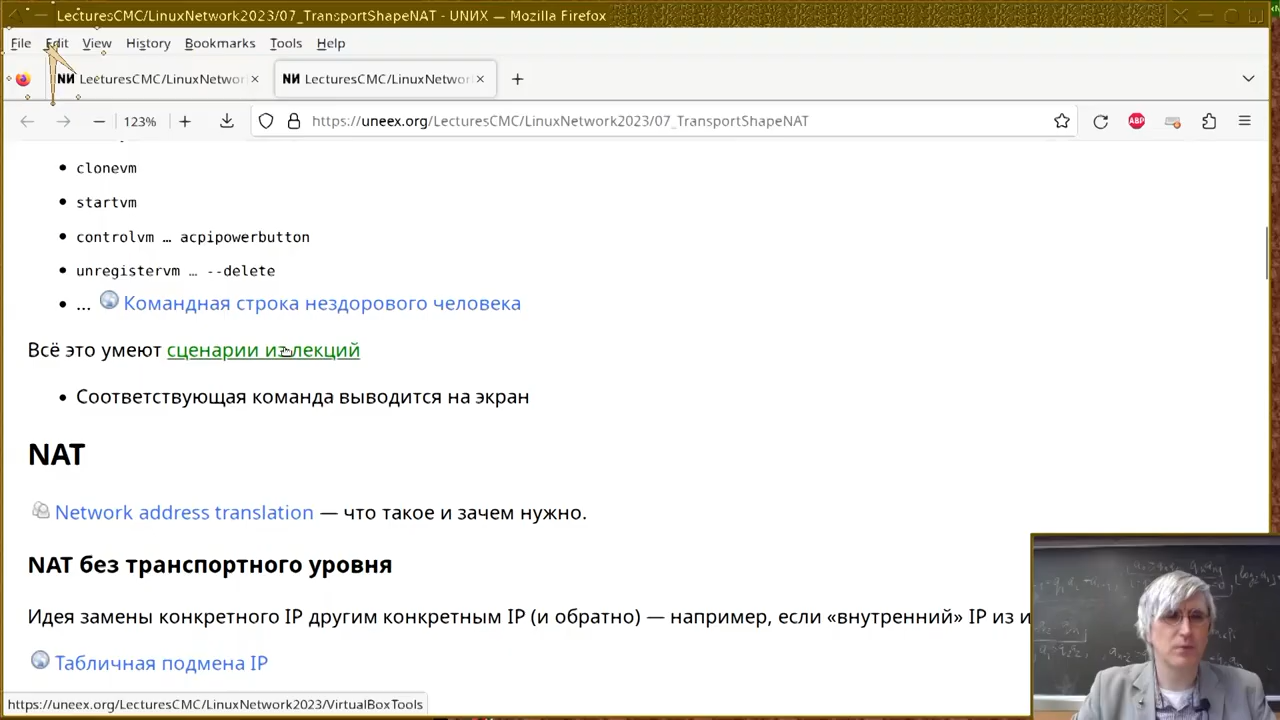 LecturesCMC/LinuxNetwork2023/07_TransportShapeNAT - UNИX — Mozilla Firefox
File Edit View History Bookmarks Tools Help
ИИ LecturesCMC/LinuxNetwor × ИИ LecturesCMC/LinuxNetwor ×
123% https://uneex.org/LecturesCMC/LinuxNetwork2023/07_TransportShapeNAT ABP
clonevm
startvm
controlvm … acpipowerbutton
unregistervm … --delete
... Командная строка нездорового человека
Всё это умеют сценарии из лекций
Соответствующая команда выводится на экран
NAT
Network address translation — что такое и зачем нужно.
NAT без транспортного уровня
Идея замены конкретного IP другим конкретным IP (и обратно) — например, если «внутренний» IP из и
Табличная подмена IP
https://uneex.org/LecturesCMC/LinuxNetwork2023/VirtualBoxTools